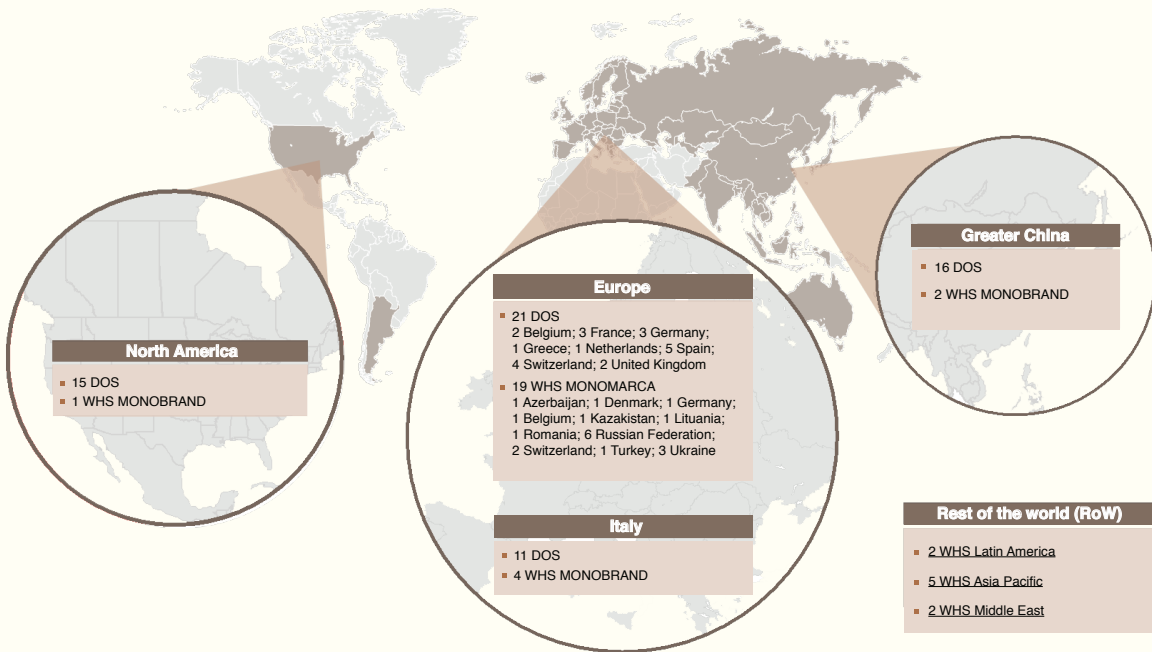 North America
15 DOS
1 WHS MONOBRAND
Europe
21 DOS
2 Belgium; 3 France; 3 Germany;
1 Greece; 1 Netherlands; 5 Spain;
4 Switzerland; 2 United Kingdom
19 WHS MONOMARCA
1 Azerbaijan; 1 Denmark; 1 Germany;
1 Belgium; 1 Kazakistan; 1 Lituania;
1 Romania; 6 Russian Federation;
2 Switzerland; 1 Turkey; 3 Ukraine
Italy
11 DOS
4 WHS MONOBRAND
Greater China
16 DOS
2 WHS MONOBRAND
Rest of the world (RoW)
2 WHS Latin America
5 WHS Asia Pacific
2 WHS Middle East